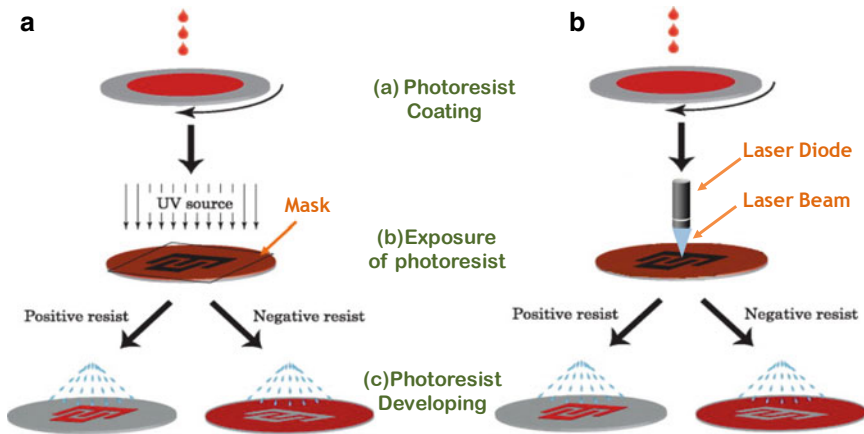 a
b
(a) Photoresist
Coating
Laser Diode
UV source
Mask
Laser Beam
(b)Exposure
of photoresist
Positive resist
Negative resist
Positive resist
Negative resist
(c)Photoresist
Developing